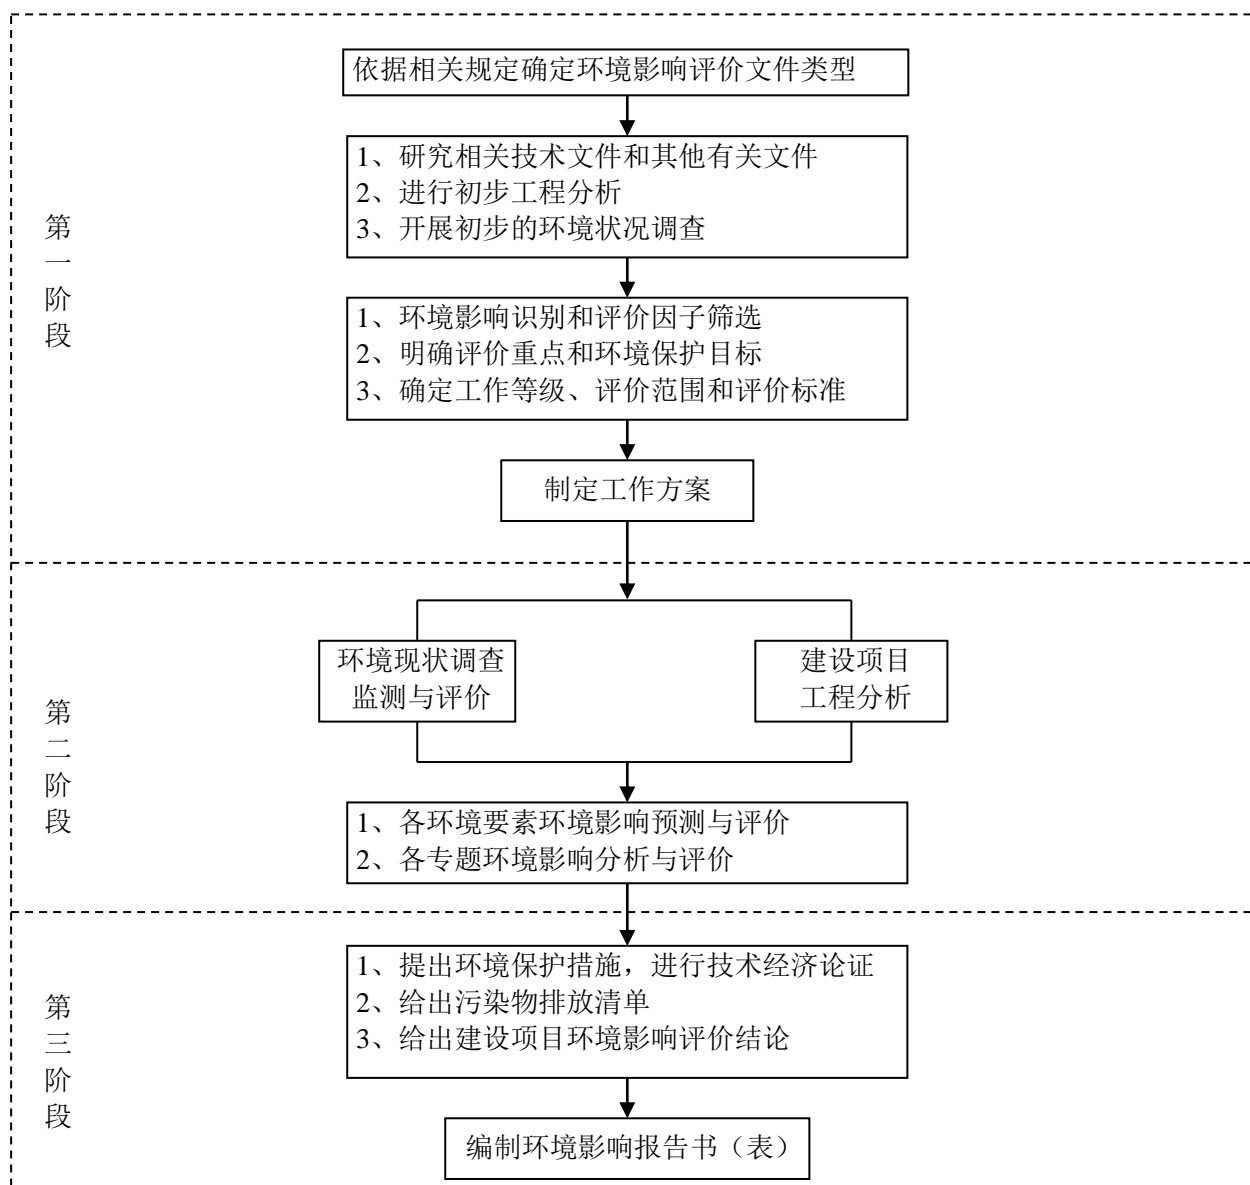 依据相关规定确定环境影响评价文件类型
1、研究相关技术文件和其他有关文件
2、进行初步工程分析
3、开展初步的环境状况调查
第一阶段
1、环境影响识别和评价因子筛选
2、明确评价重点和环境保护目标
3、确定工作等级、评价范围和评价标准
制定工作方案
环境现状调查
监测与评价
建设项目
工程分析
第二阶段
1、各环境要素环境影响预测与评价
2、各专题环境影响分析与评价
1、提出环境保护措施，进行技术经济论证
2、给出污染物排放清单
3、给出建设项目环境影响评价结论
第三阶段
编制环境影响报告书（表）